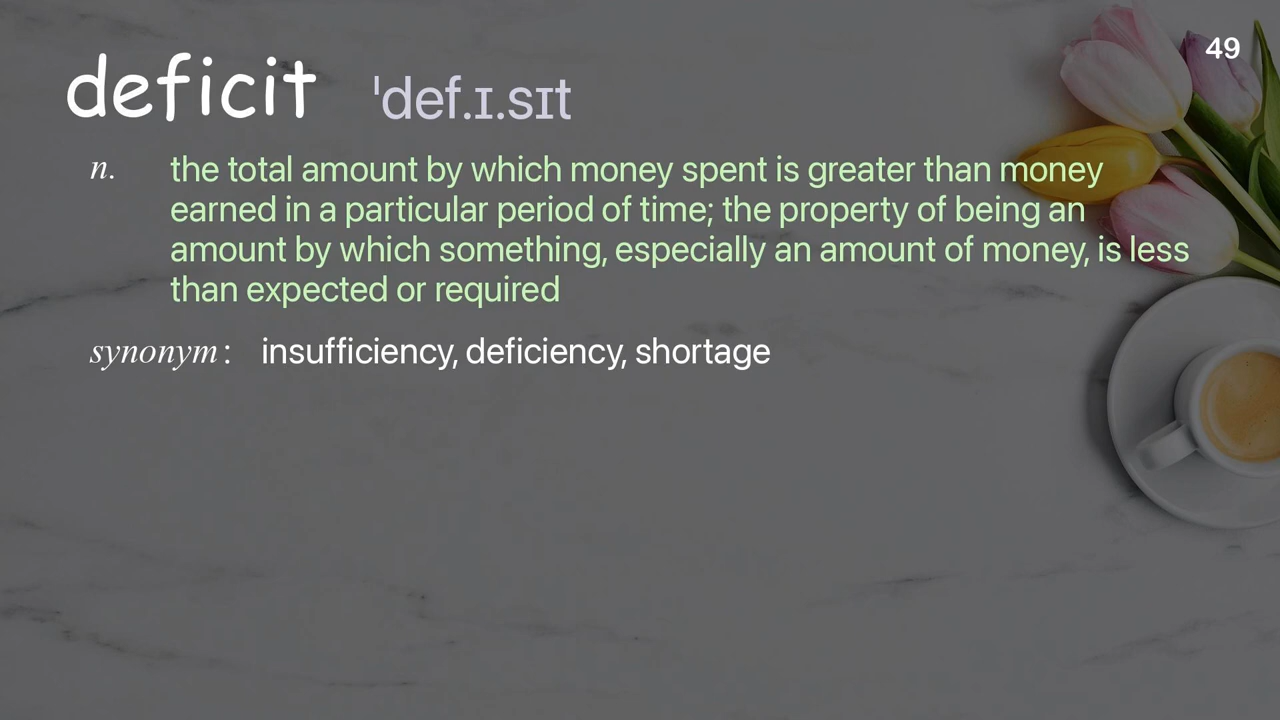 49
deficit ˈdef.ɪ.sɪt
n. the total amount by which money spent is greater than money
earned in a particular period of time; the property of being an
amount by which something, especially an amount of money, is less
than expected or required
synonym: insufficiency, deficiency, shortage